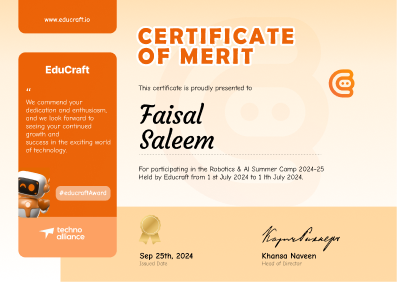 www.educraft.io
EduCraft
“
We commend your
dedication and enthusiasm,
and we look forward to
seeing your continued
growth and
success in the exciting world
of technology.
#educraftAward
techno
alliance
CERTIFICATE
OF MERIT
This certificate is proudly presented to
Faisal
Saleem
For participating in the Robotics & AI Summer Camp 2024-25
Held by Educraft from 1 st July 2024 to 1 lth July 2024.
Sep 25th, 2024
Issued Date
Khansa Naveen
Head of Director